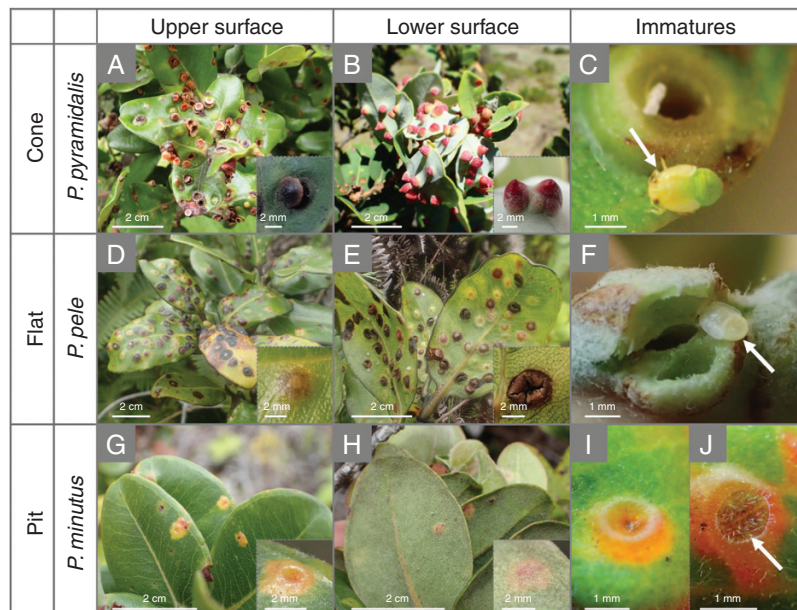 Upper surface Lower surface Immatures
Cone P. pyramidalis A B C
2 cm 2 mm 2 cm 2 mm 1 mm
Flat P. pele D E F
2 cm 2 mm 2 cm 2 mm 1 mm
Pit P. minutus G H I J
2 cm 2 mm 2 cm 2 mm 1 mm 1 mm